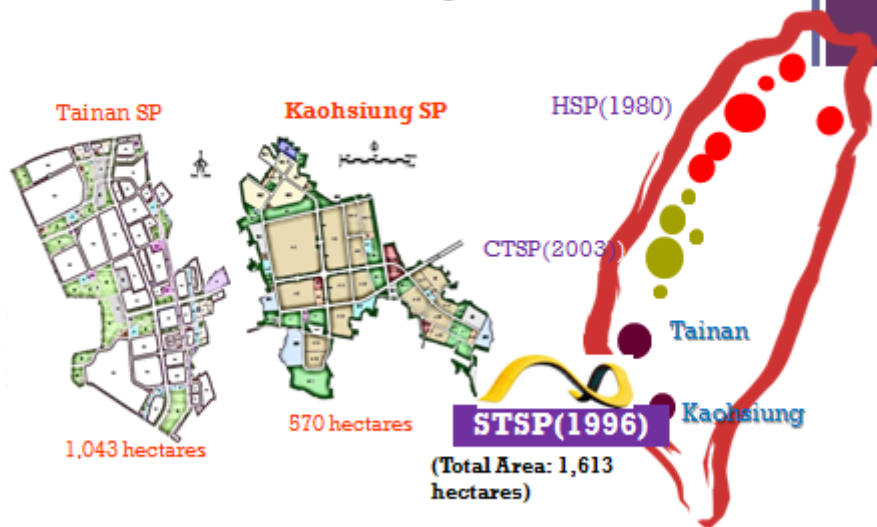 Tainan SP
Kaohsiung SP
HSP(1980)
CTSP(2003))
Tainan
Kaohsiung
STSP(1996)
1,043 hectares
570 hectares
(Total Area: 1,613
hectares)